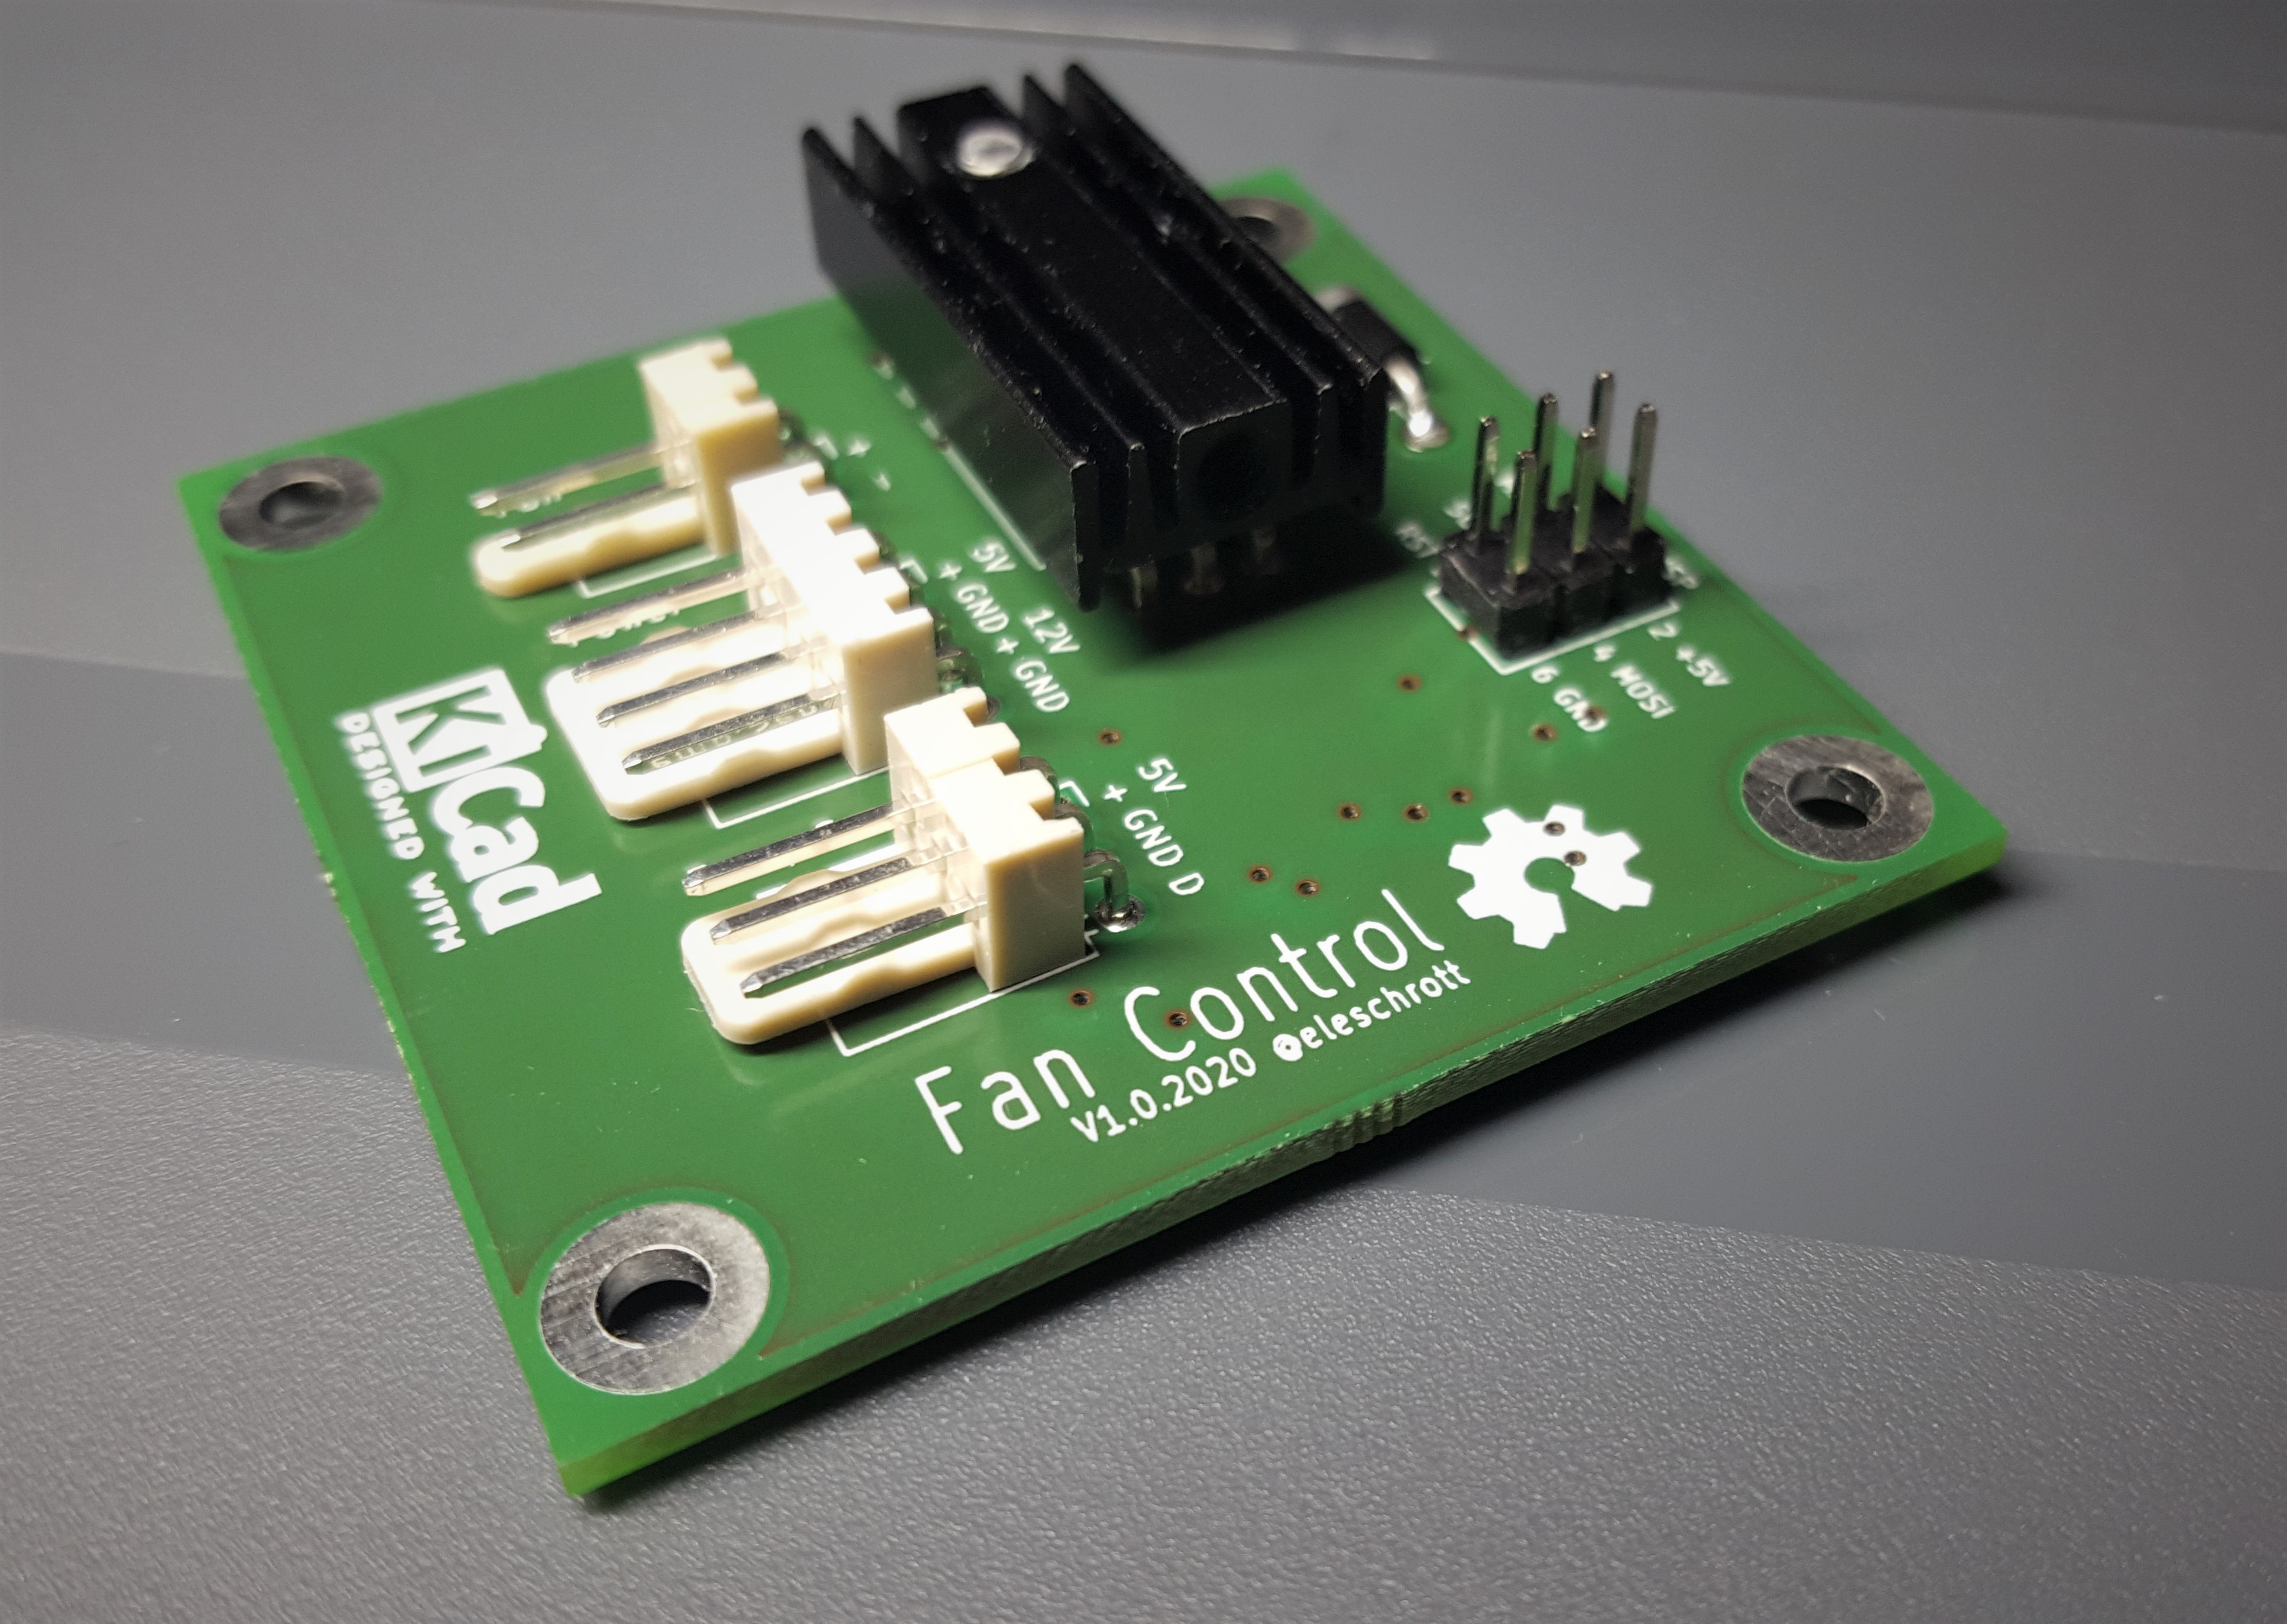 5V 12V
+ GND + GND
5V
+ GND D
2 +5V
4 MOSI
6 GND
KiCad
DESIGNED WITH
Fan Control
V1.0.2020 @eleschrott